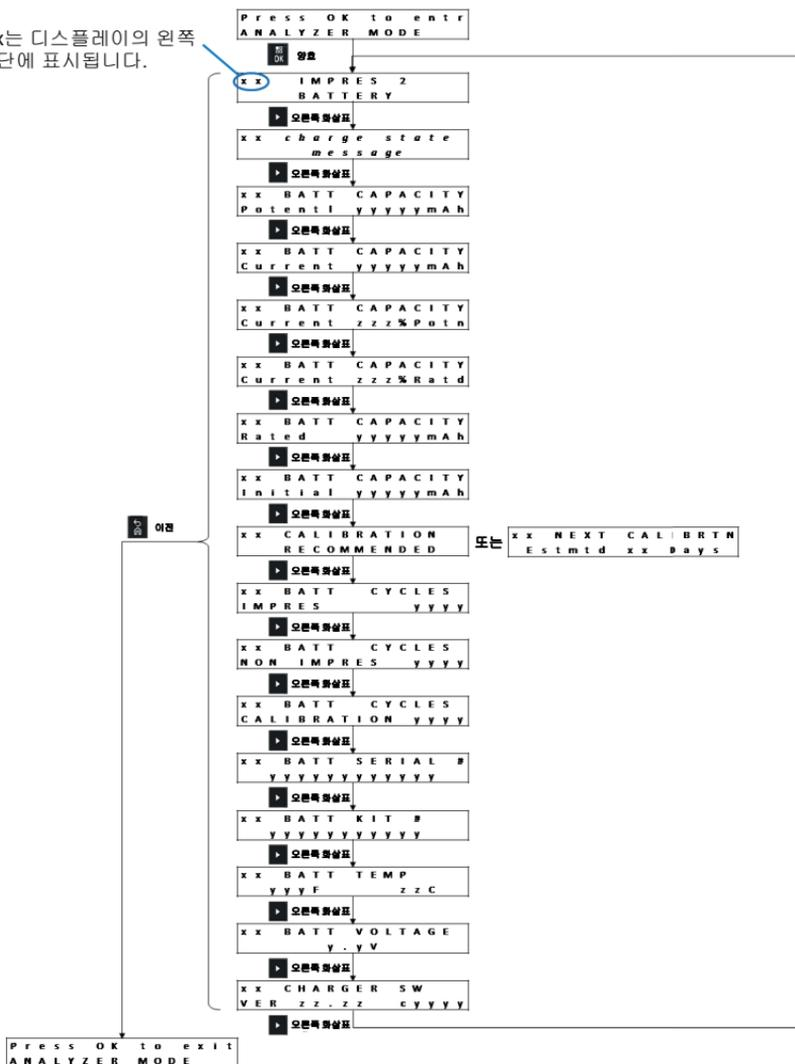 Press OK to entr
ANALYZER MODE
x는 디스플레이의 왼쪽
단에 표시됩니다.
OK 양호
xx IMPRES 2
BATTERY
오른쪽 화살표
xx charge state
message
오른쪽 화살표
xx BATT CAPACITY
Potentl yyyyymAh
오른쪽 화살표
xx BATT CAPACITY
Current yyyyymAh
오른쪽 화살표
xx BATT CAPACITY
Current zzz%Potn
오른쪽 화살표
xx BATT CAPACITY
Current zzz%Ratd
오른쪽 화살표
xx BATT CAPACITY
Rated yyyyymAh
오른쪽 화살표
xx BATT CAPACITY
Initial yyyyymAh
오른쪽 화살표
이전
xx CALIBRATION
RECOMMENDED
또는
xx NEXT CALIBRTN
Estmtd xx Days
오른쪽 화살표
xx BATT CYCLES
IMPRES yyyy
오른쪽 화살표
xx BATT CYCLES
NON IMPRES yyyy
오른쪽 화살표
xx BATT CYCLES
CALIBRATION yyyy
오른쪽 화살표
xx BATT SERIAL #
yyyyyyyyyyyy
오른쪽 화살표
xx BATT KIT #
yyyyyyyyyyy
오른쪽 화살표
xx BATT TEMP
yyyF zzC
오른쪽 화살표
xx BATT VOLTAGE
y.yV
오른쪽 화살표
xx CHARGER SW
VER zz.zz cyyyy
오른쪽 화살표
Press OK to exit
ANALYZER MODE